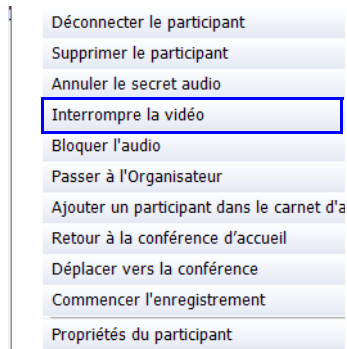 Déconnecter le participant
Supprimer le participant
Annuler le secret audio
Interrompre la vidéo
Bloquer l'audio
Passer à l'Organisateur
Ajouter un participant dans le carnet d'a
Retour à la conférence d’accueil
Déplacer vers la conférence
Commencer l'enregistrement
Propriétés du participant